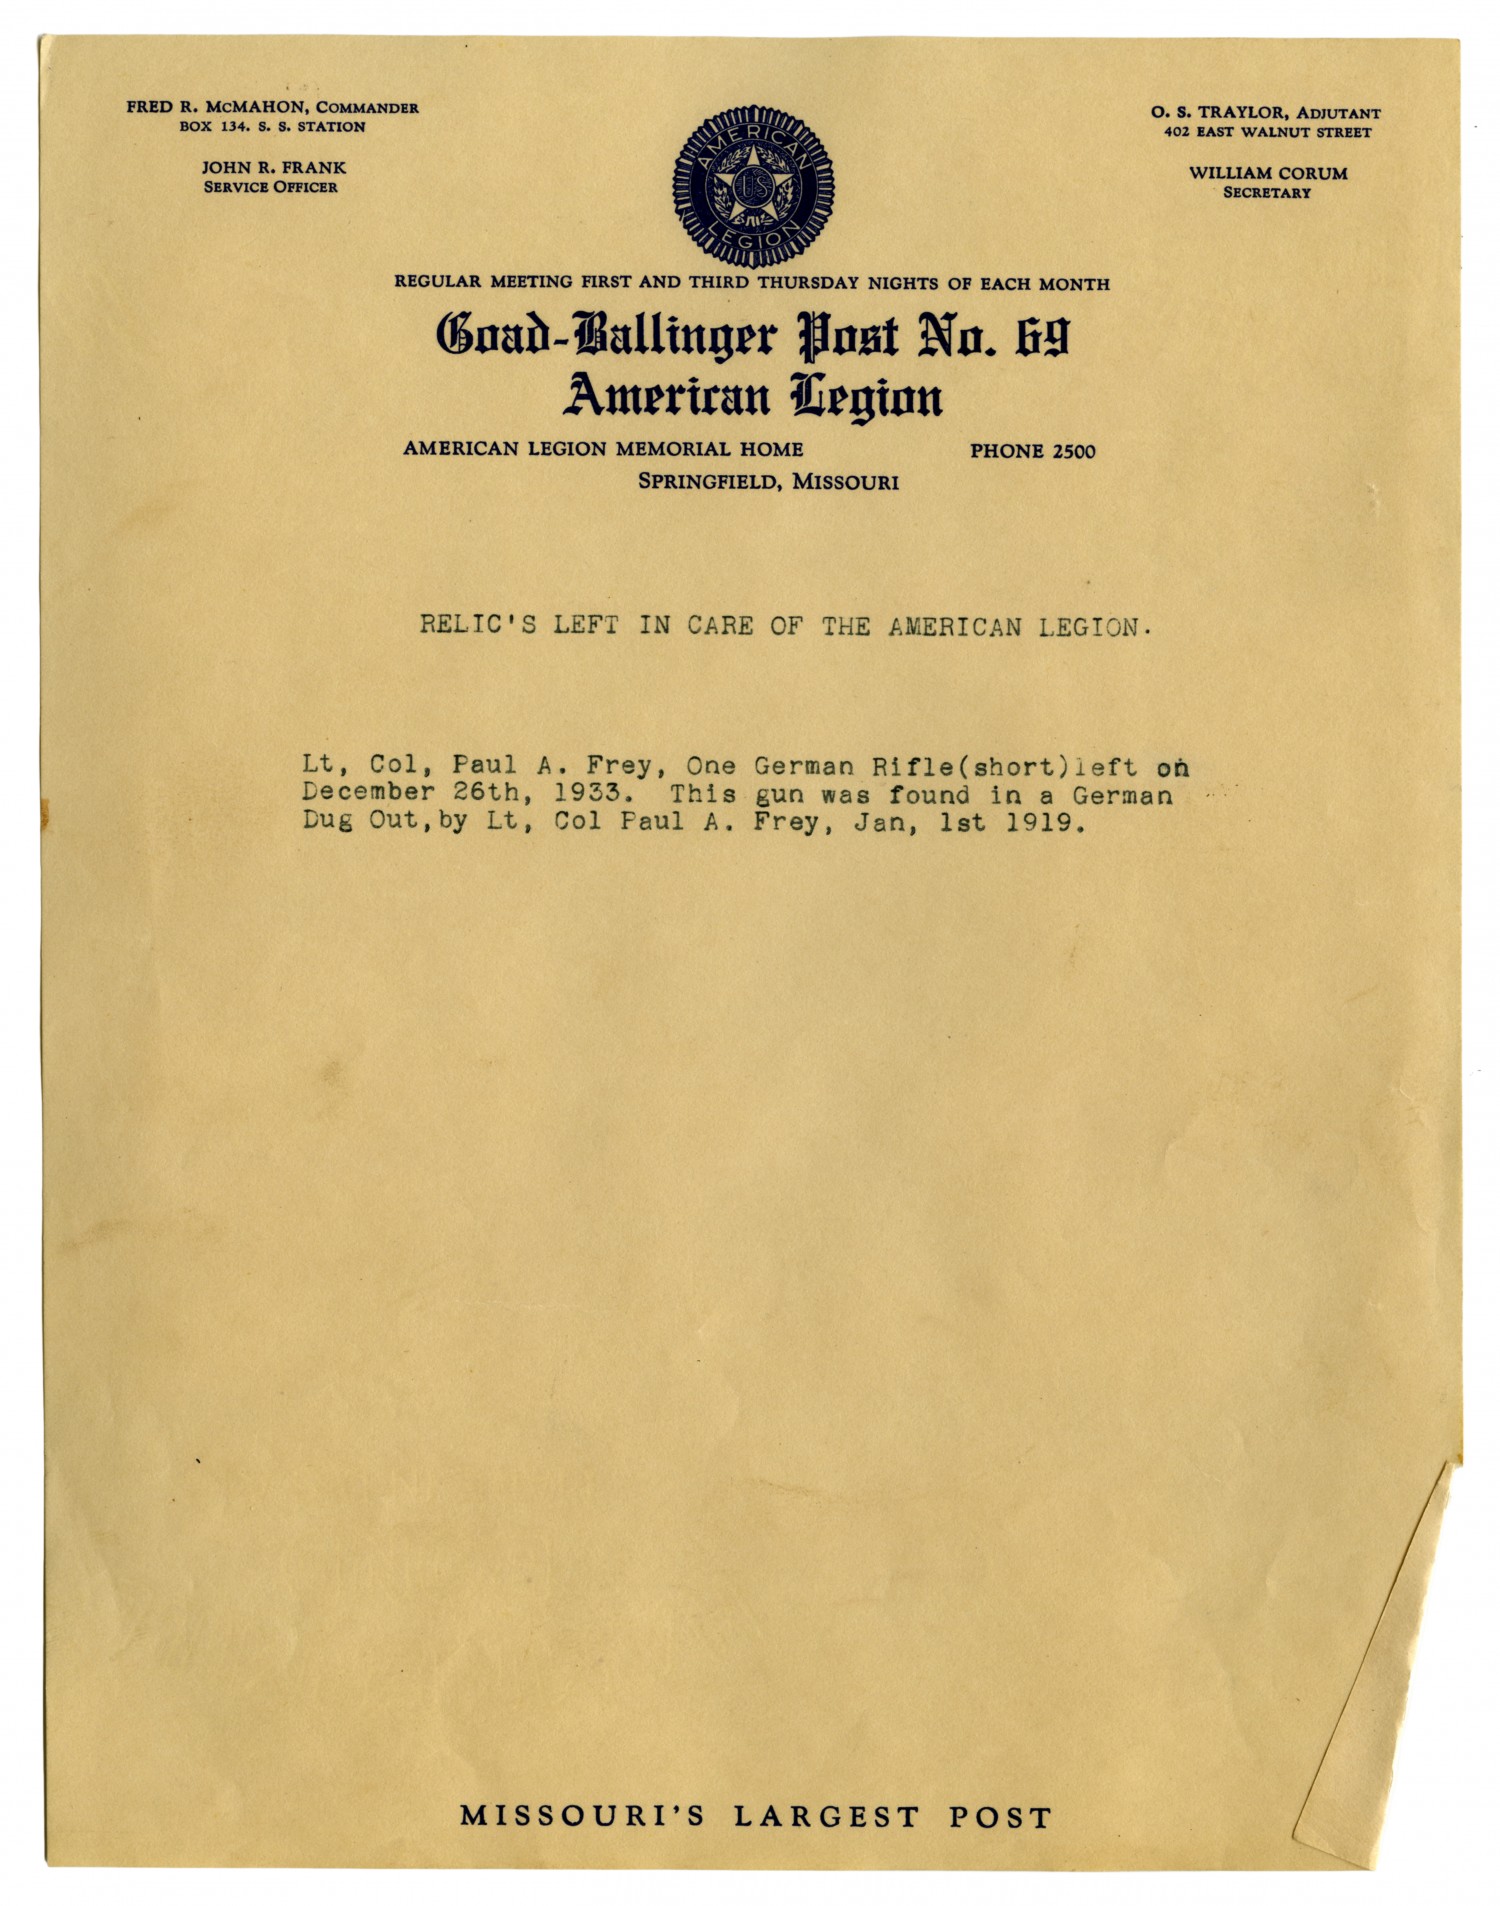 FRED R. McMAHON, COMMANDER
BOX 134. S. S. STATION
JOHN R. FRANK
SERVICE OFFICER
O. S. TRAYLOR, ADJUTANT
402 EAST WALNUT STREET
WILLIAM CORUM
SECRETARY
AMERICAN
US
LEGION
REGULAR MEETING FIRST AND THIRD THURSDAY NIGHTS OF EACH MONTH
Goad-Ballinger Post No. 69
American Legion
AMERICAN LEGION MEMORIAL HOME PHONE 2500
SPRINGFIELD, MISSOURI
RELIC'S LEFT IN CARE OF THE AMERICAN LEGION.
Lt, Col, Paul A. Frey, One German Rifle(short)left on
December 26th, 1933. This gun was found in a German
Dug Out,by Lt, Col Paul A. Frey, Jan, 1st 1919.
MISSOURI'S LARGEST POST